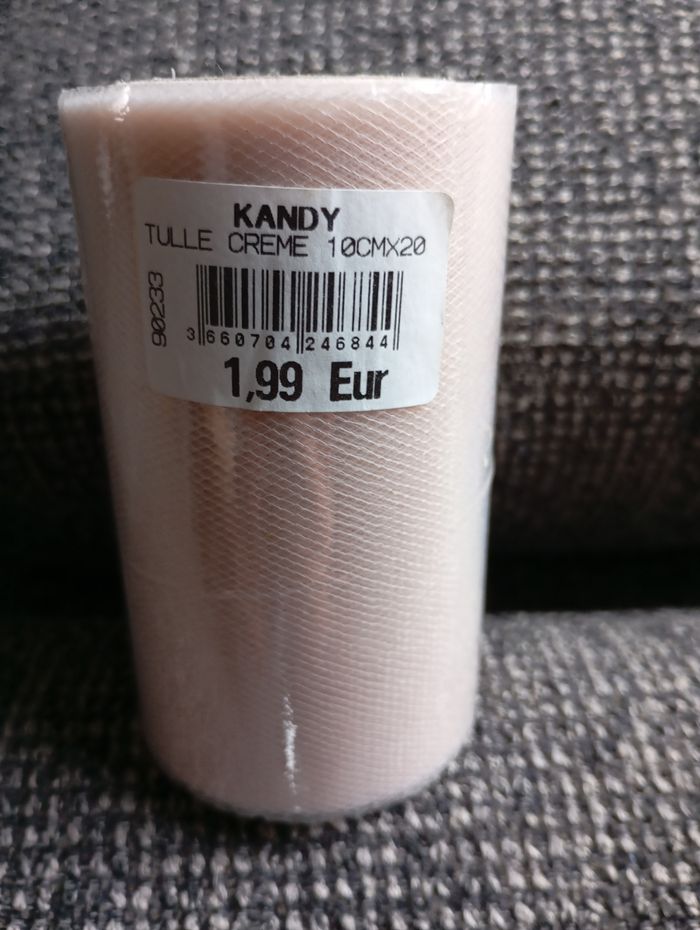 KANDY
TULLE CREME 10CMX20
90233
3 660704 246844
1,99 Eur